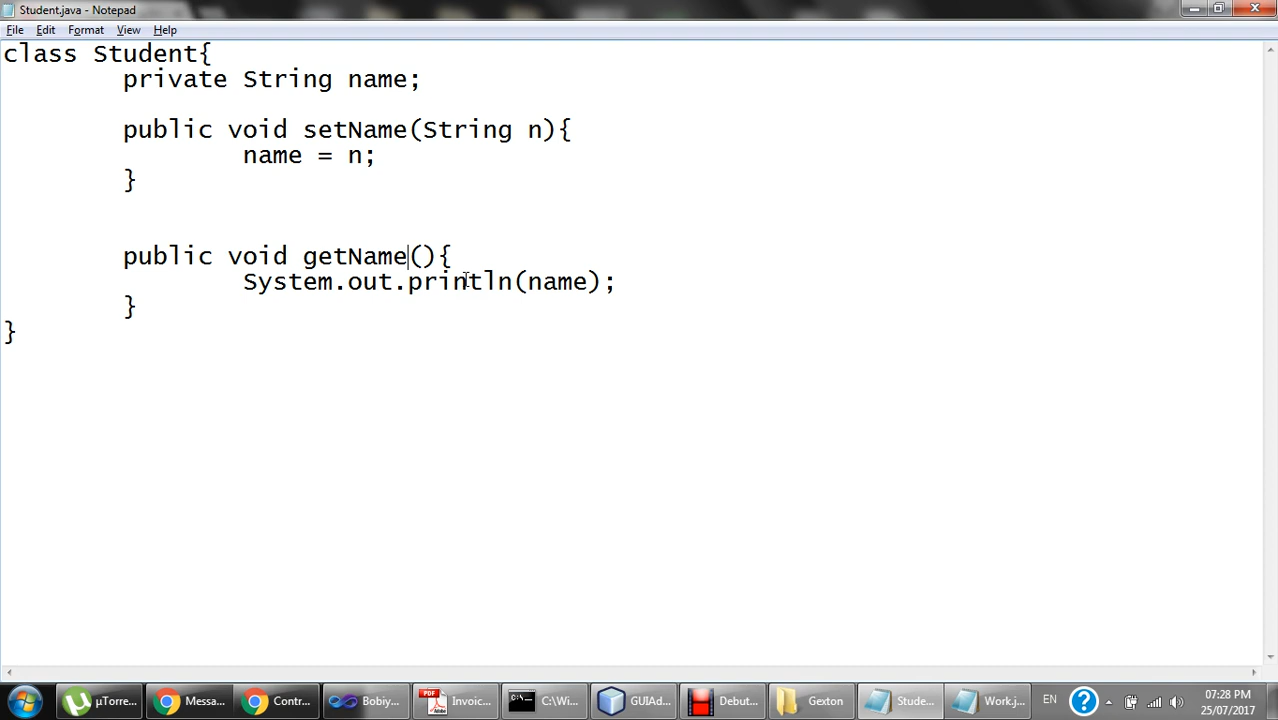 Student.java - Notepad
File Edit Format View Help
class Student{
private String name;
public void setName(String n){
name = n;
}
public void getName(){
System.out.println(name);
}
}
µTorre... Messa... Contr... Bobiy... PDF Adobe Invoic... C:\Wi... GUIAd... Debut... Gexton Stude... Work.j... EN ? 07:28 PM
25/07/2017